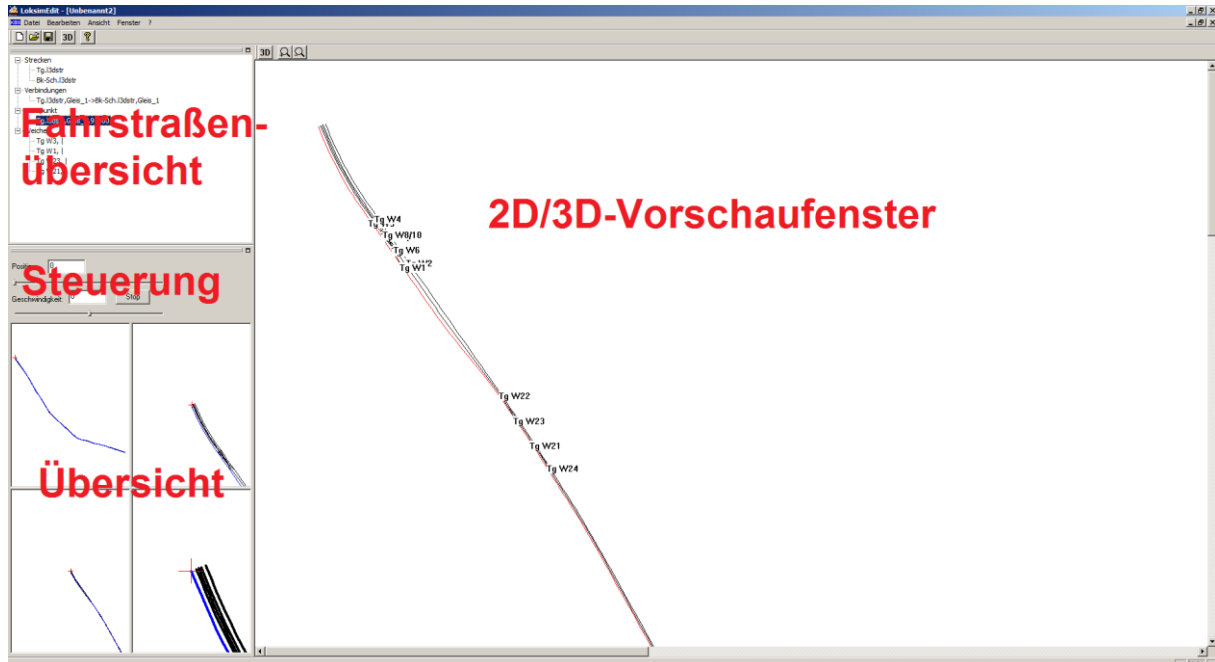 LoksimEdit - [Unbenannt2]
Datei Bearbeiten Ansicht Fenster ?
3D
3D
Strecken
Tg.l3dstr
Bk-Sch.l3dstr
Verbindungen
Tg.l3dstr,Gleis_1->Bk-Sch.l3dstr,Gleis_1
Fahrstraßen-
übersicht
Tg W3, |
Tg W1, |
Steuerung
Geschwindigkeit: 0
Stop
Übersicht
2D/3D-Vorschaufenster
Tg W4
Tg W8/10
Tg W6
Tg W1
Tg W22
Tg W23
Tg W21
Tg W24